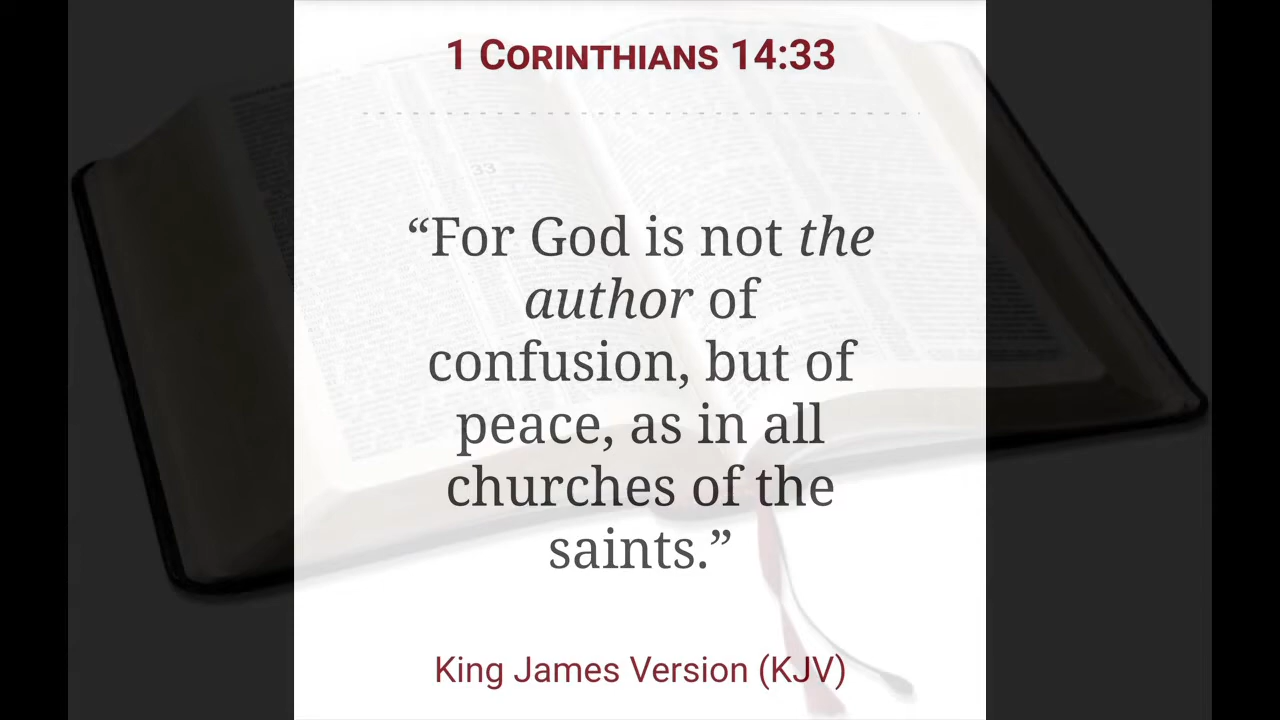 1 CORINTHIANS 14:33
33
“For God is not the
author of
confusion, but of
peace, as in all
churches of the
saints.”
King James Version (KJV)